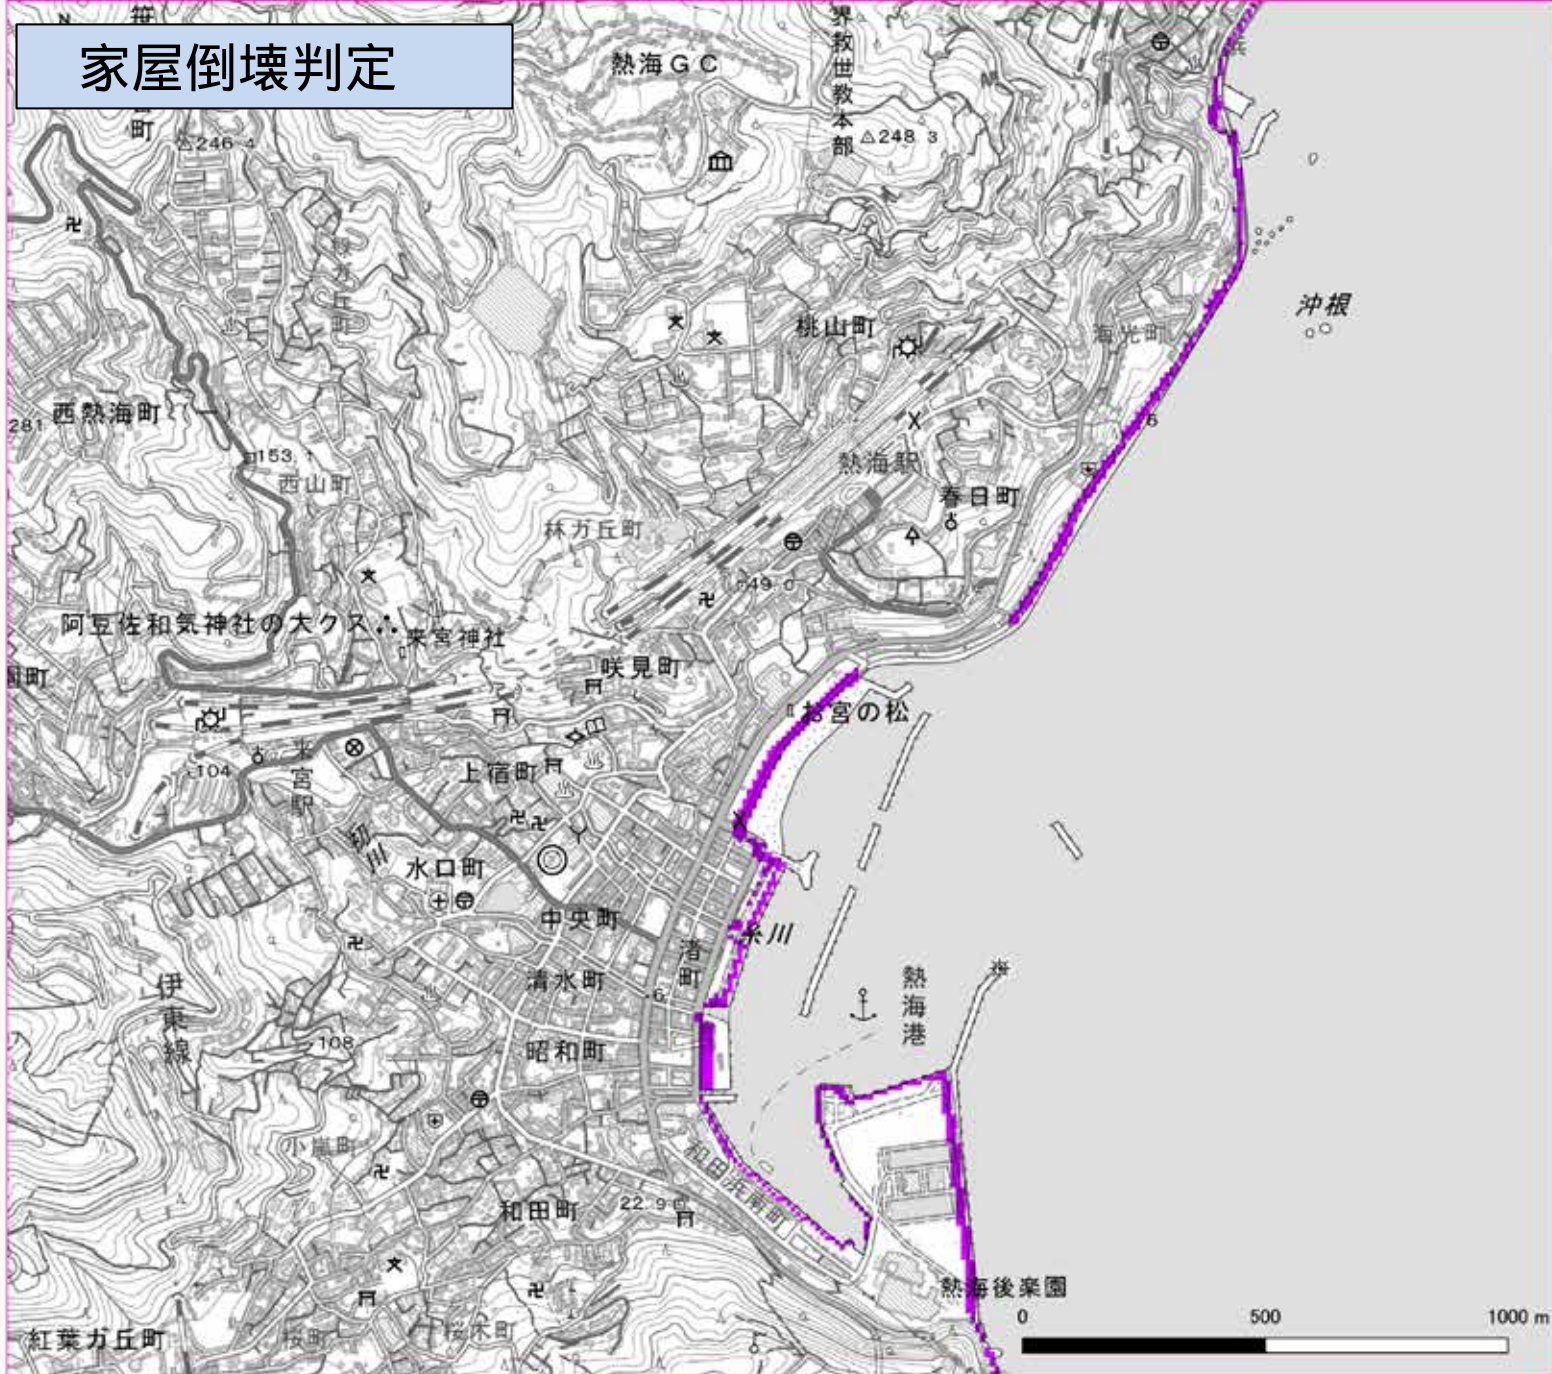 家屋倒壊判定
熱海GC
界救世教本部
町
246 4
248 3
沖根
桃山町
海光町
西熱海町
281
153
西山町
熱海駅
春日町
6
林ガ丘町
49
阿豆佐和気神社の大クス
来宮神社
咲見町
お宮の松
上宿町
104
来宮駅
初川
水口町
中央町
糸川
渚町
清水町
6
熱海港
伊東線
108
昭和町
小嵐町
和田浜南町
和田町
22.9
熱海後楽園
紅葉ガ丘町
桜町
桜木町
0 500 1000 m